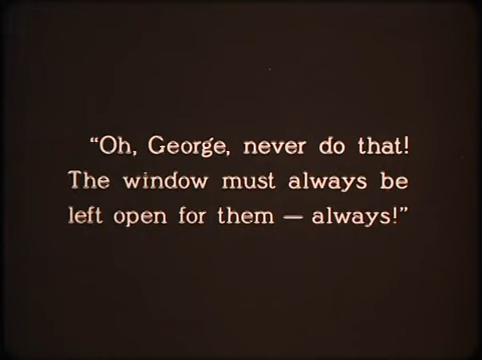 “Oh, George, never do that!
The window must always be
left open for them — always!”